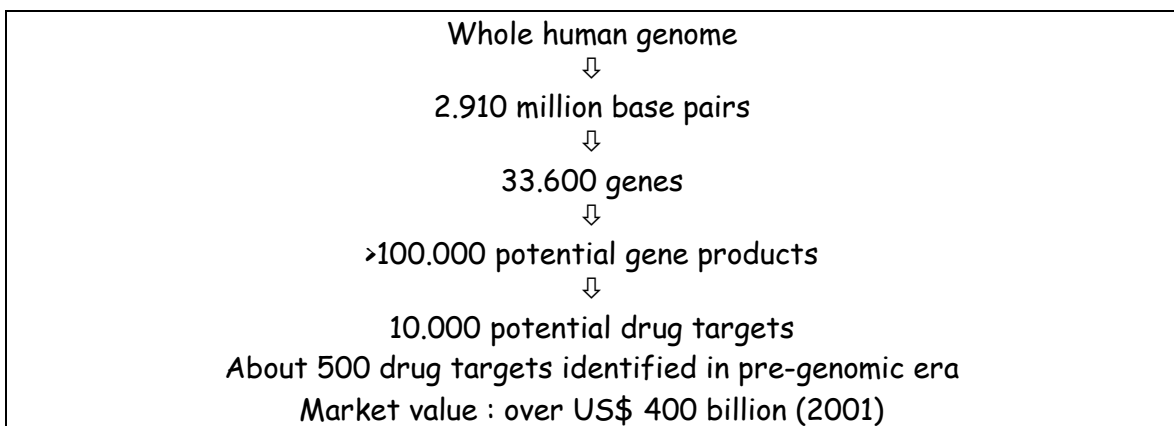 Whole human genome
⇩
2.910 million base pairs
⇩
33.600 genes
⇩
>100.000 potential gene products
⇩
10.000 potential drug targets
About 500 drug targets identified in pre-genomic era
Market value : over US$ 400 billion (2001)